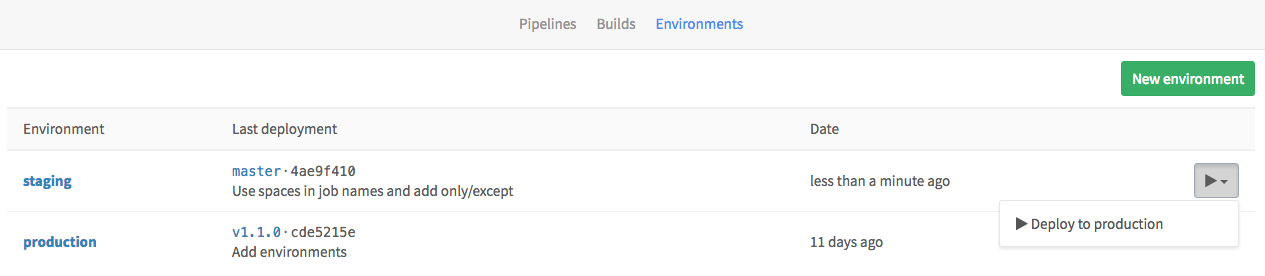 Pipelines Builds Environments
New environment
Environment Last deployment Date
master · 4ae9f410
staging less than a minute ago
Use spaces in job names and add only/except
Deploy to production
v1.1.0 · cde5215e
production 11 days ago
Add environments